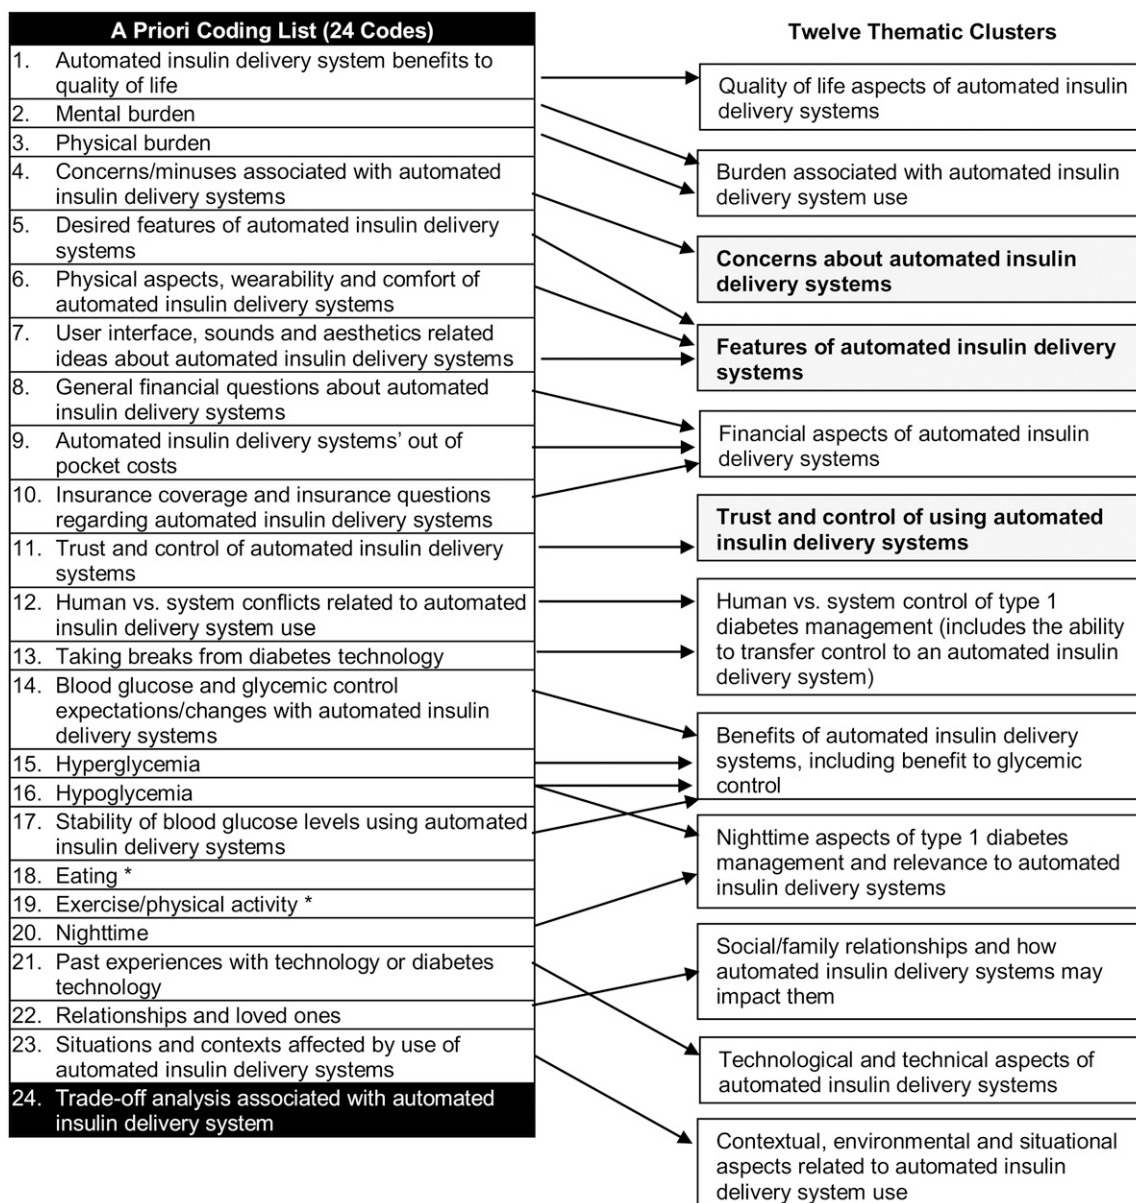 A Priori Coding List (24 Codes)
1. Automated insulin delivery system benefits to
quality of life
2. Mental burden
3. Physical burden
4. Concerns/minuses associated with automated
insulin delivery systems
5. Desired features of automated insulin delivery
systems
6. Physical aspects, wearability and comfort of
automated insulin delivery systems
7. User interface, sounds and aesthetics related
ideas about automated insulin delivery systems
8. General financial questions about automated
insulin delivery systems
9. Automated insulin delivery systems’ out of
pocket costs
10. Insurance coverage and insurance questions
regarding automated insulin delivery systems
11. Trust and control of automated insulin delivery
systems
12. Human vs. system conflicts related to automated
insulin delivery system use
13. Taking breaks from diabetes technology
14. Blood glucose and glycemic control
expectations/changes with automated insulin
delivery systems
15. Hyperglycemia
16. Hypoglycemia
17. Stability of blood glucose levels using automated
insulin delivery systems
18. Eating *
19. Exercise/physical activity *
20. Nighttime
21. Past experiences with technology or diabetes
technology
22. Relationships and loved ones
23. Situations and contexts affected by use of
automated insulin delivery systems
24. Trade-off analysis associated with automated
insulin delivery system
Twelve Thematic Clusters
Quality of life aspects of automated insulin
delivery systems
Burden associated with automated insulin
delivery system use
Concerns about automated insulin
delivery systems
Features of automated insulin delivery
systems
Financial aspects of automated insulin
delivery systems
Trust and control of using automated
insulin delivery systems
Human vs. system control of type 1
diabetes management (includes the ability
to transfer control to an automated insulin
delivery system)
Benefits of automated insulin delivery
systems, including benefit to glycemic
control
Nighttime aspects of type 1 diabetes
management and relevance to automated
insulin delivery systems
Social/family relationships and how
automated insulin delivery systems may
impact them
Technological and technical aspects of
automated insulin delivery systems
Contextual, environmental and situational
aspects related to automated insulin
delivery system use